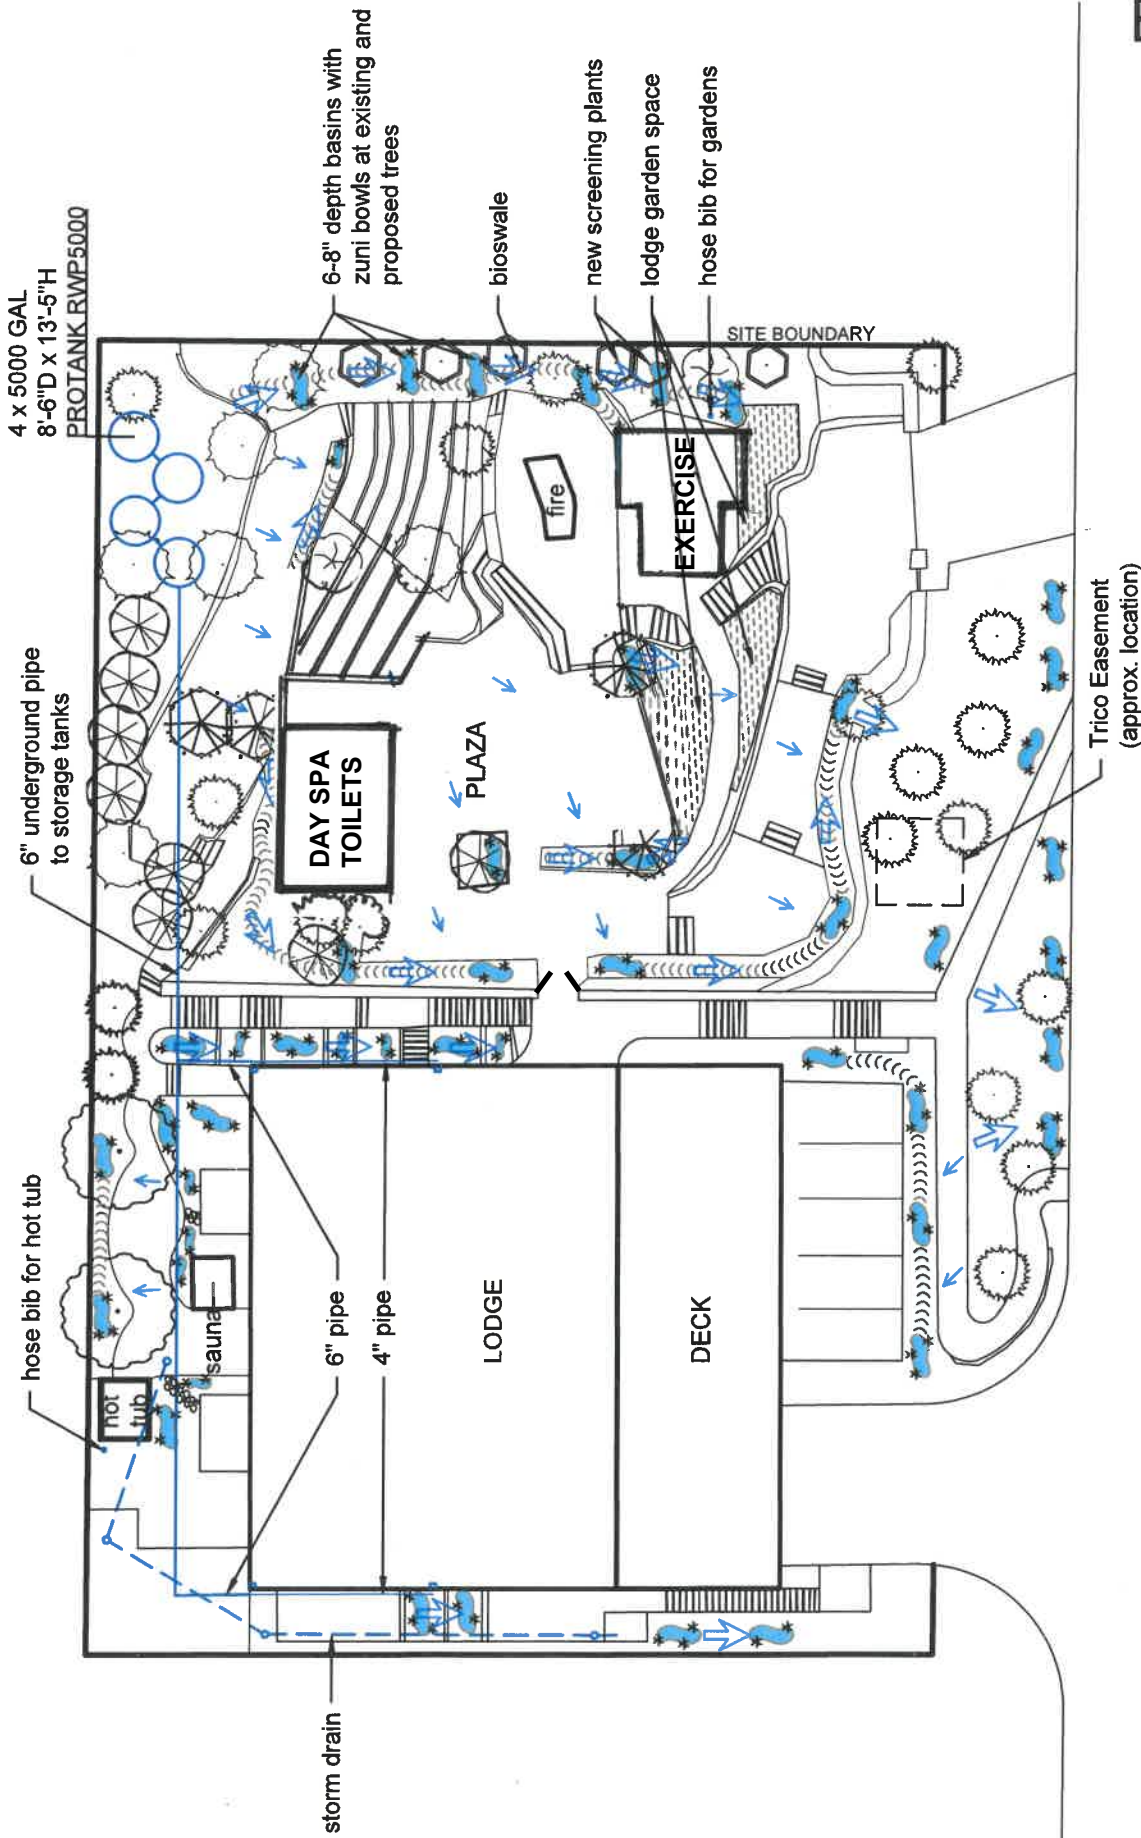 4 x 5000 GAL
8'-6"D x 13'-5"H
PROTANK RWP5000
6" underground pipe
to storage tanks
hose bib for hot tub
storm drain
6-8" depth basins with
zuni bowls at existing and
proposed trees
bioswale
new screening plants
lodge garden space
hose bib for gardens
SITE BOUNDARY
fire
EXERCISE
DAY SPA
TOILETS
PLAZA
hot
tub
sauna
6" pipe
4" pipe
LODGE
DECK
Trico Easement
(approx. location)